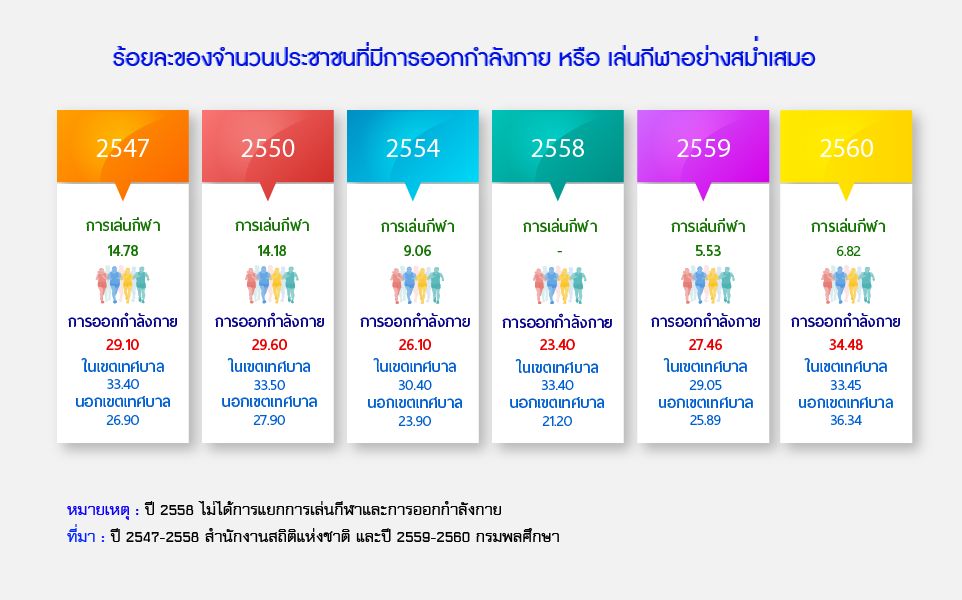 ร้อยละของจำนวนประชาชนที่มีการออกกำลังกาย หรือ เล่นกีฬาอย่างสม่ำเสมอ
2547
การเล่นกีฬา
14.78
การออกกำลังกาย
29.10
ในเขตเทศบาล
33.40
นอกเขตเทศบาล
26.90
2550
การเล่นกีฬา
14.18
การออกกำลังกาย
29.60
ในเขตเทศบาล
33.50
นอกเขตเทศบาล
27.90
2554
การเล่นกีฬา
9.06
การออกกำลังกาย
26.10
ในเขตเทศบาล
30.40
นอกเขตเทศบาล
23.90
2558
การเล่นกีฬา
-
การออกกำลังกาย
23.40
ในเขตเทศบาล
33.40
นอกเขตเทศบาล
21.20
2559
การเล่นกีฬา
5.53
การออกกำลังกาย
27.46
ในเขตเทศบาล
29.05
นอกเขตเทศบาล
25.89
2560
การเล่นกีฬา
6.82
การออกกำลังกาย
34.48
ในเขตเทศบาล
33.45
นอกเขตเทศบาล
36.34
หมายเหตุ : ปี 2558 ไม่ได้การแยกการเล่นกีฬาและการออกกำลังกาย
ที่มา : ปี 2547-2558 สำนักงานสถิติแห่งชาติ และปี 2559-2560 กรมพลศึกษา